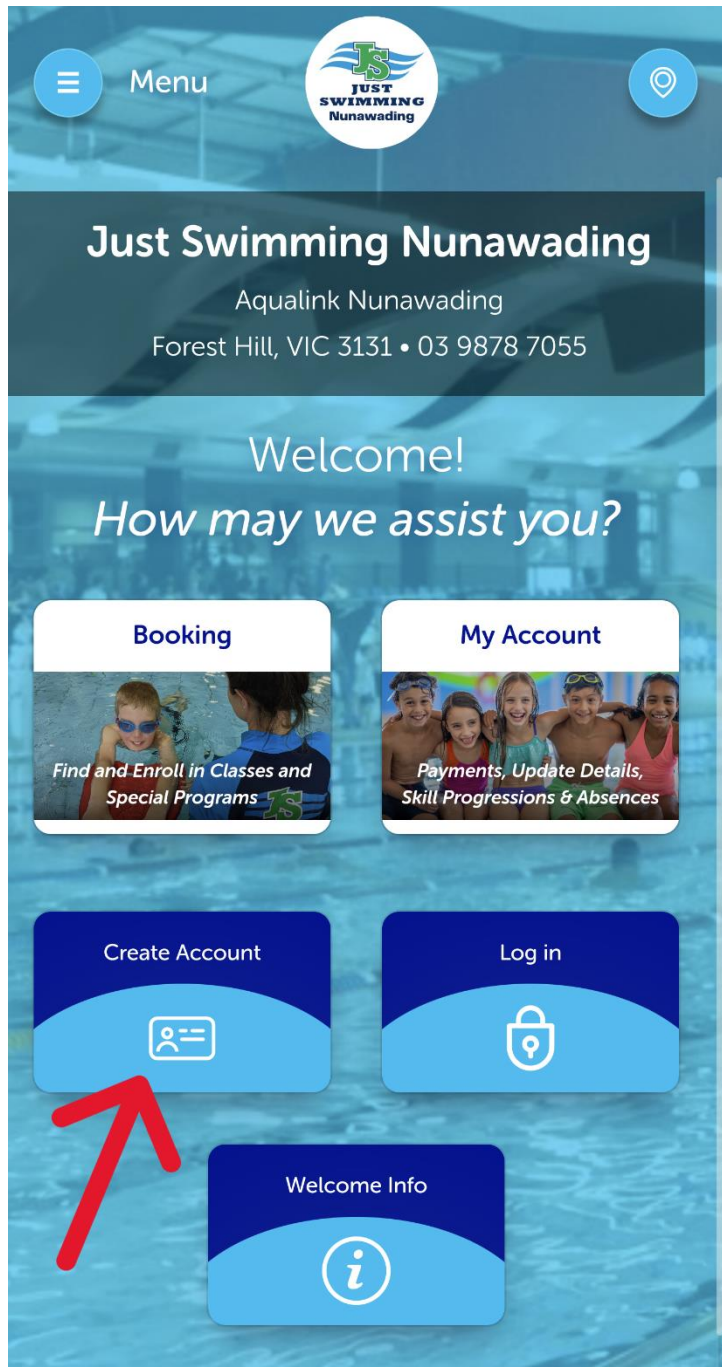 Menu
JS
JUST
SWIMMING
Nunawading
Just Swimming Nunawading
Aqualink Nunawading
Forest Hill, VIC 3131 • 03 9878 7055
Welcome!
How may we assist you?
Booking
Find and Enroll in Classes and
Special Programs
JS
My Account
Payments, Update Details,
Skill Progressions & Absences
Create Account
Log in
Welcome Info
i